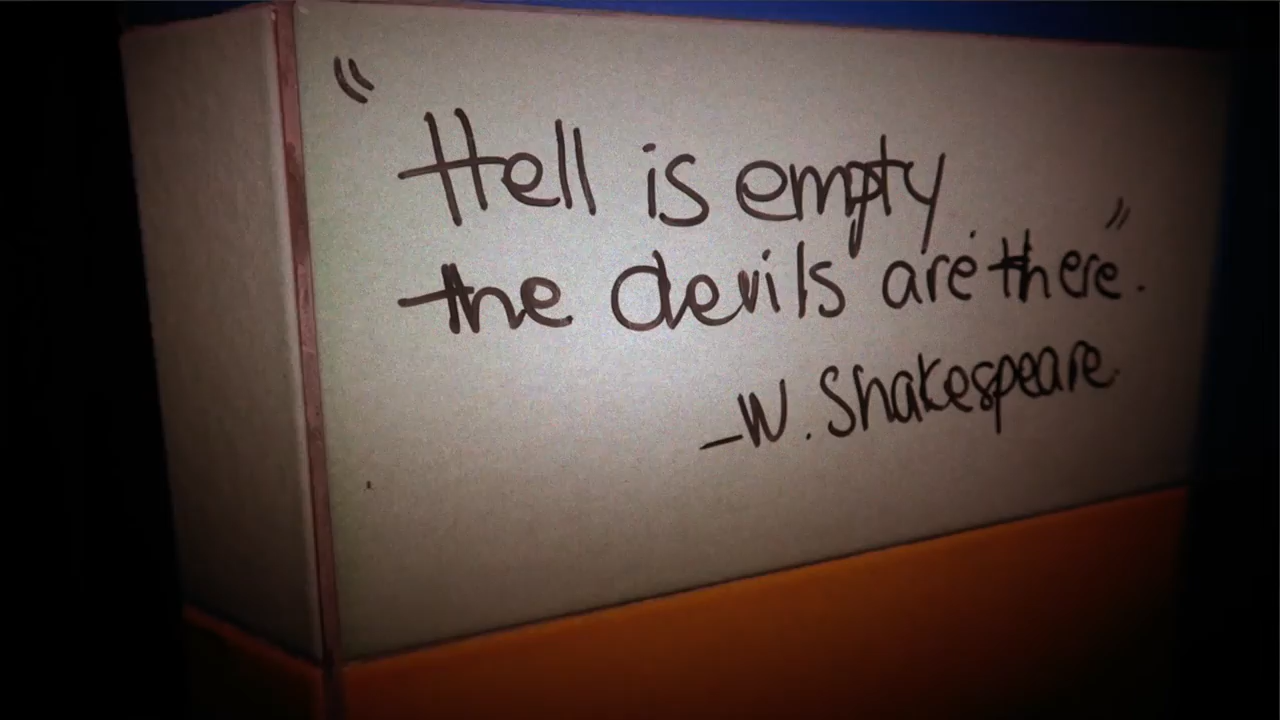 "Hell is empty
the devils are there."
_W. Shakespeare.